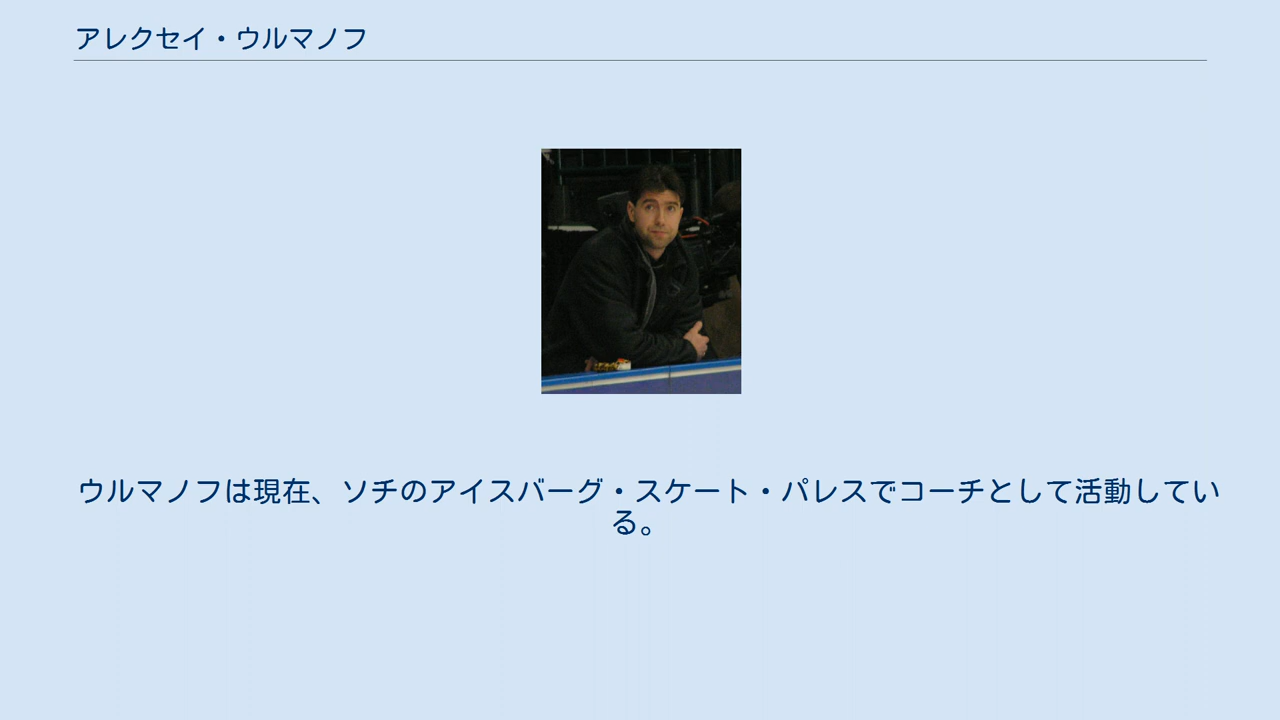 アレクセイ・ウルマノフ
ウルマノフは現在、ソチのアイスバーグ・スケート・パレスでコーチとして活動してい
る。